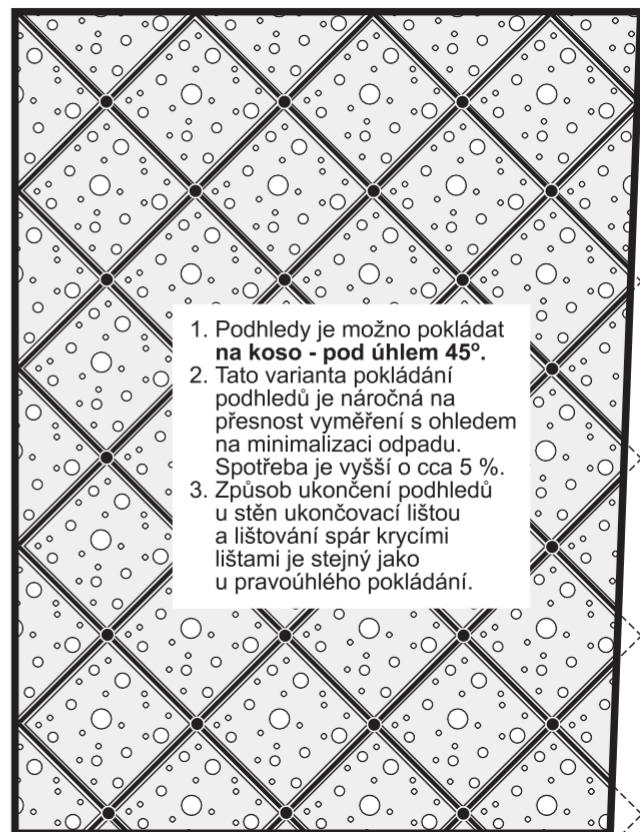 1. Podhledy je možno pokládat
na koso - pod úhlem 45°.
2. Tato varianta pokládání
podhledů je náročná na
přesnost vyměření s ohledem
na minimalizaci odpadu.
Spotřeba je vyšší o cca 5 %.
3. Způsob ukončení podhledů
u stěn ukončovací lištou
a lištování spár krycími
lištami je stejný jako
u pravoúhlého pokládání.